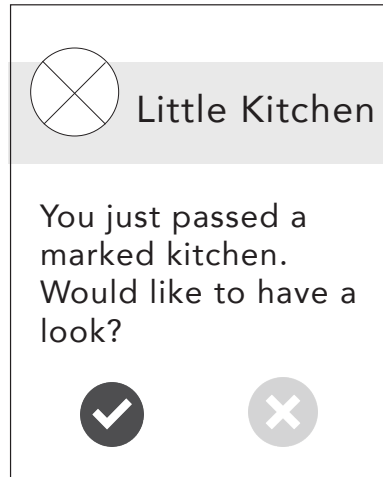 Little Kitchen
You just passed a
marked kitchen.
Would like to have a
look?